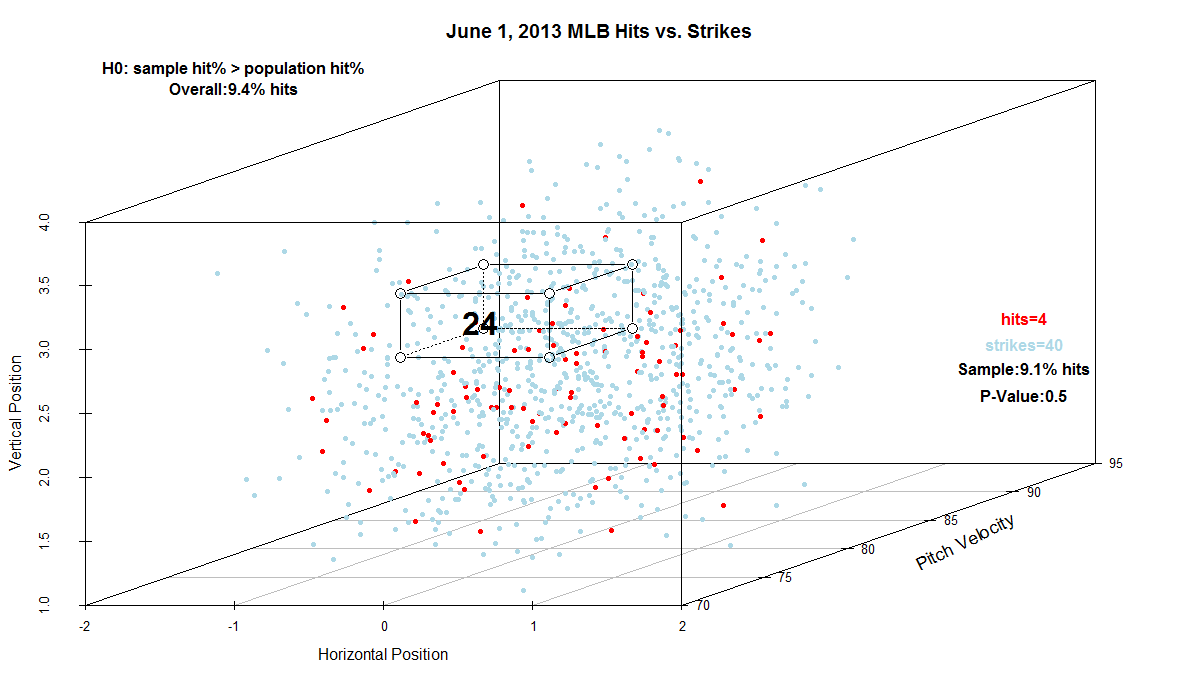 June 1, 2013 MLB Hits vs. Strikes
H0: sample hit% > population hit%
Overall:9.4% hits
4.0
3.5
3.0
2.5
2.0
1.5
1.0
Vertical Position
24
hits=4
strikes=40
Sample:9.1% hits
P-Value:0.5
95
90
85
80
75
70
Pitch Velocity
-2
-1
0
1
2
Horizontal Position